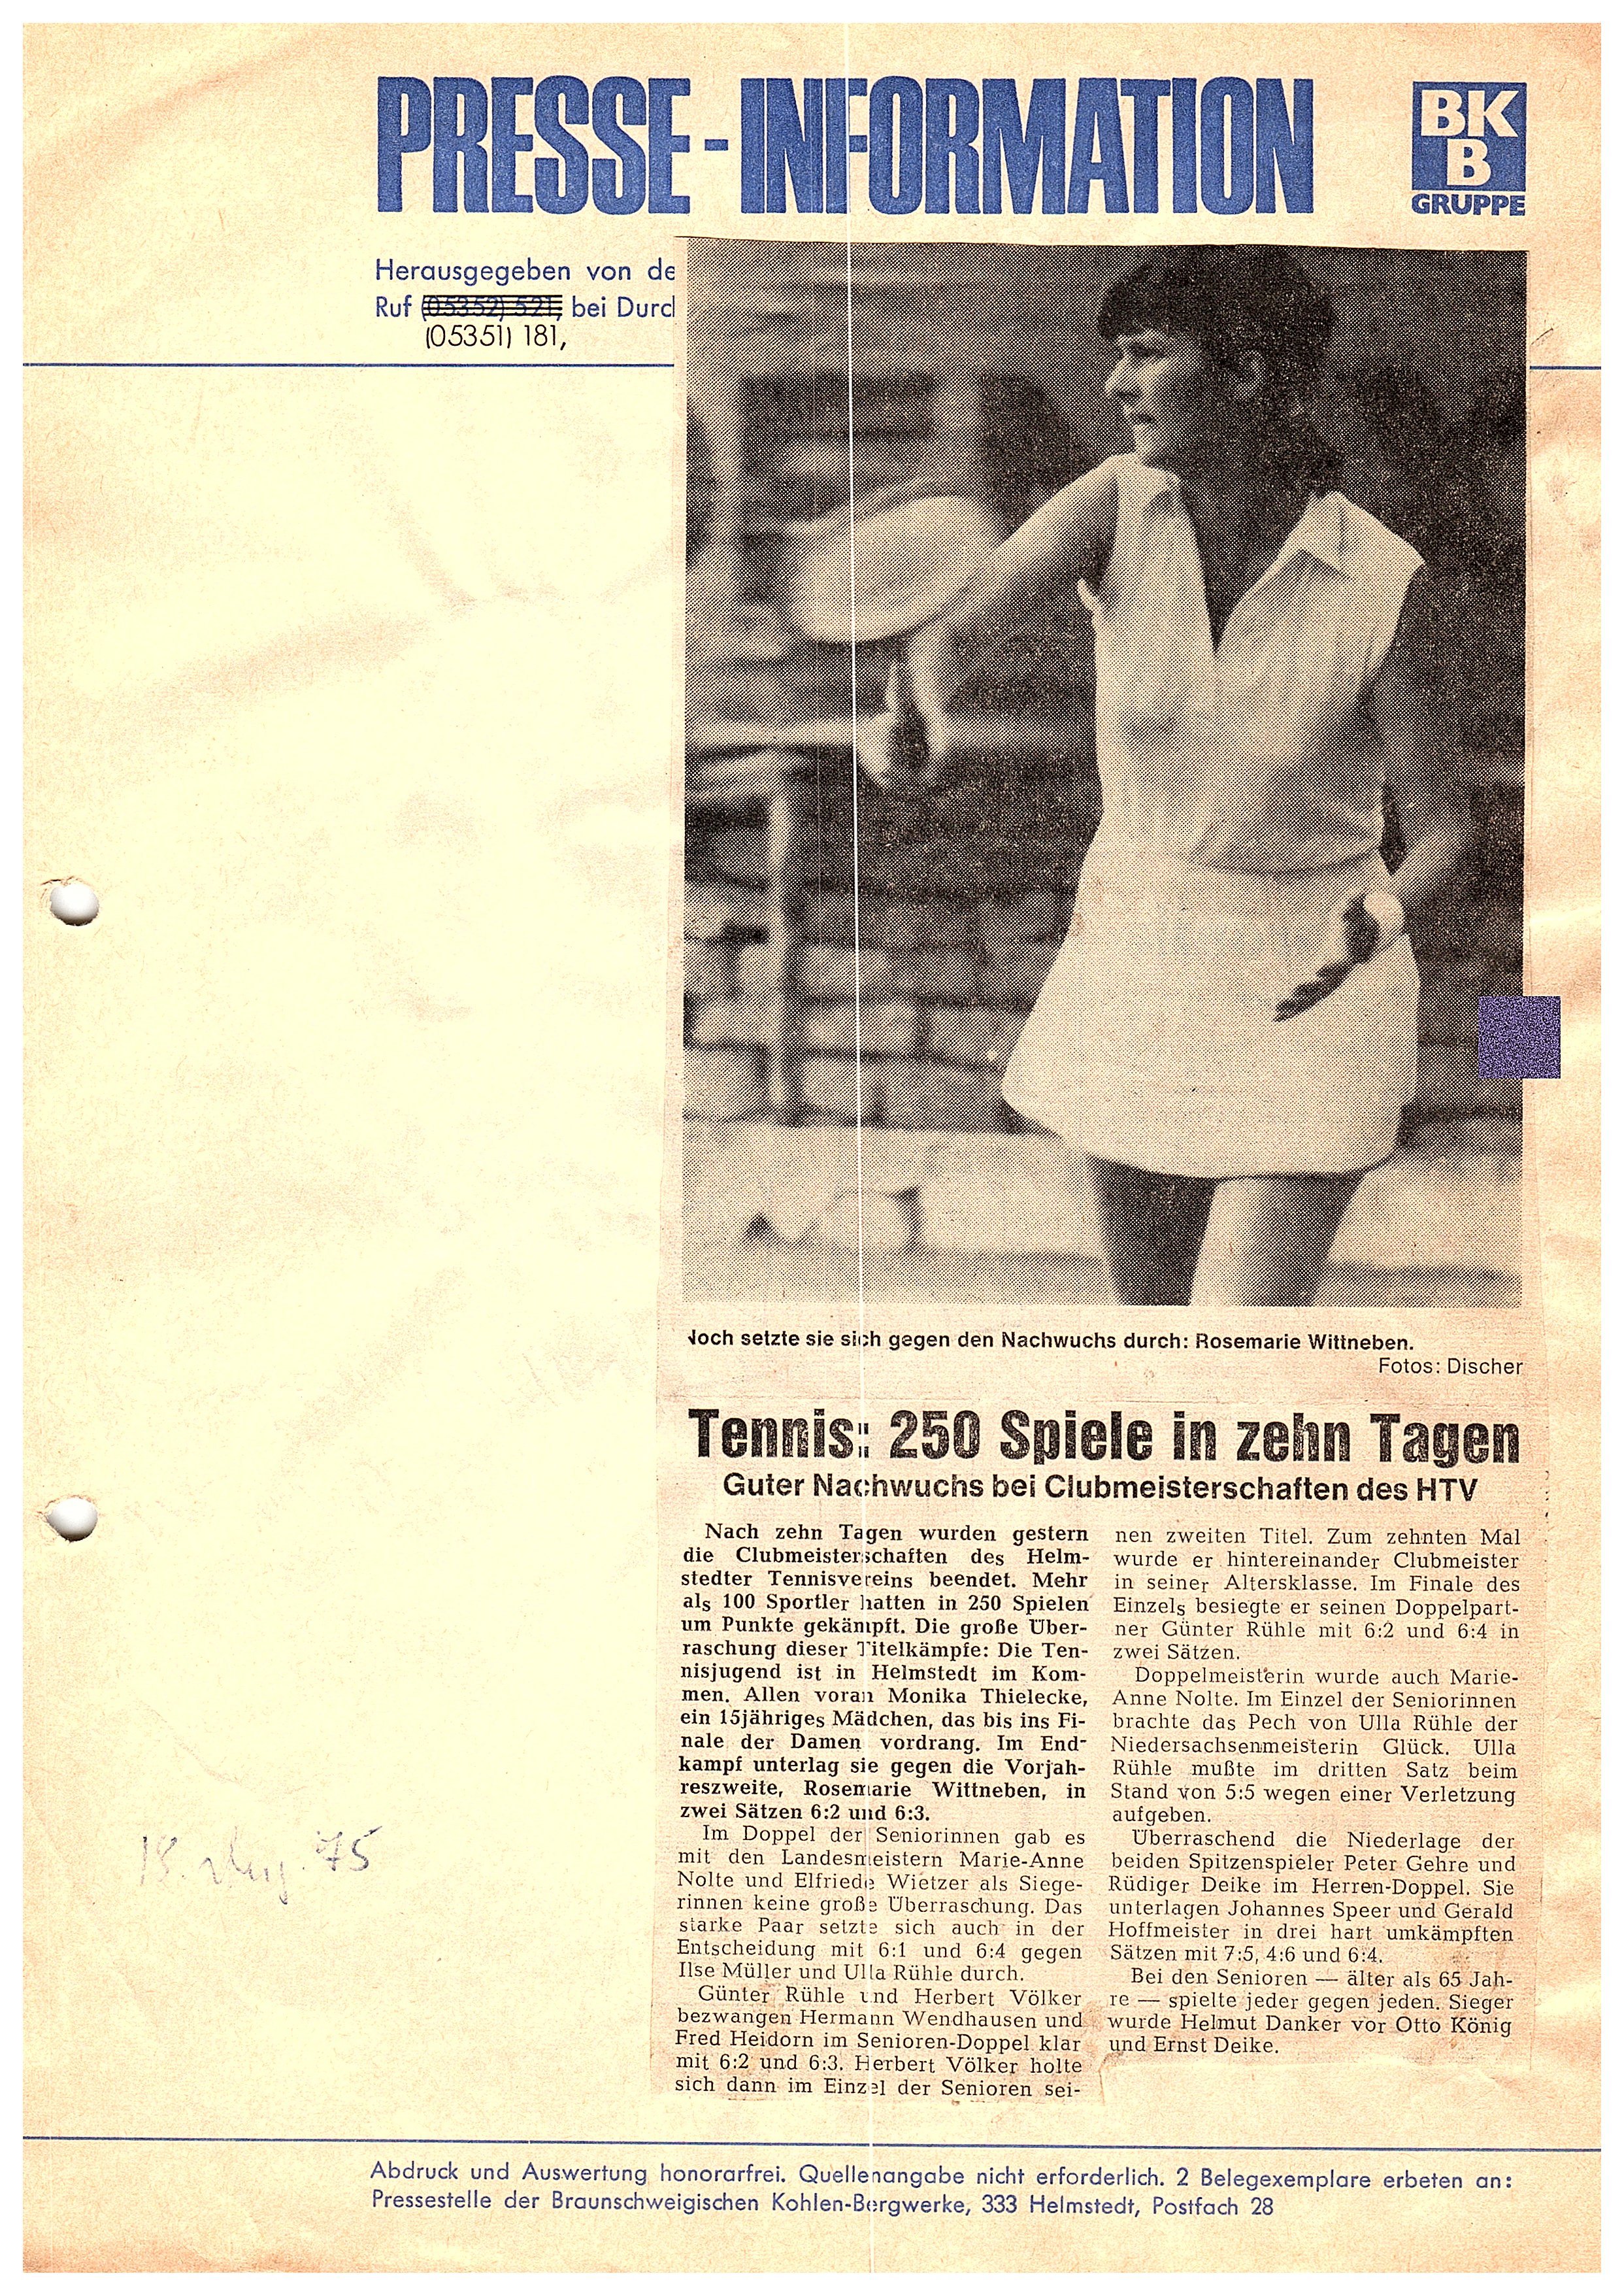 PRESSE-INFORMATION
BK
B
GRUPPE
Herausgegeben von de
Ruf (05352) 521, bei Durc
(05351) 181,
Noch setzte sie sich gegen den Nachwuchs durch: Rosemarie Wittneben.
Fotos: Discher
Tennis: 250 Spiele in zehn Tagen
Guter Nachwuchs bei Clubmeisterschaften des HTV
Nach zehn Tagen wurden gestern
die Clubmeisterschaften des Helm-
stedter Tennisvereins beendet. Mehr
als 100 Sportler hatten in 250 Spielen
um Punkte gekämpft. Die große Über-
raschung dieser Titelkämpfe: Die Ten-
nisjugend ist in Helmstedt im Kom-
men. Allen voran Monika Thielecke,
ein 15jähriges Mädchen, das bis ins Fi-
nale der Damen vordrang. Im End-
kampf unterlag sie gegen die Vorjah-
reszweite, Rosemarie Wittneben, in
zwei Sätzen 6:2 und 6:3.
Im Doppel der Seniorinnen gab es
mit den Landesmeistern Marie-Anne
Nolte und Elfriede Wietzer als Siege-
rinnen keine große Überraschung. Das
starke Paar setzte sich auch in der
Entscheidung mit 6:1 und 6:4 gegen
Ilse Müller und Ulla Rühle durch.
Günter Rühle und Herbert Völker
bezwangen Hermann Wendhausen und
Fred Heidorn im Senioren-Doppel klar
mit 6:2 und 6:3. Herbert Völker holte
sich dann im Einzel der Senioren sei-
nen zweiten Titel. Zum zehnten Mal
wurde er hintereinander Clubmeister
in seiner Altersklasse. Im Finale des
Einzels besiegte er seinen Doppelpart-
ner Günter Rühle mit 6:2 und 6:4 in
zwei Sätzen.
Doppelmeisterin wurde auch Marie-
Anne Nolte. Im Einzel der Seniorinnen
brachte das Pech von Ulla Rühle der
Niedersachsenmeisterin Glück. Ulla
Rühle mußte im dritten Satz beim
Stand von 5:5 wegen einer Verletzung
aufgeben.
Überraschend die Niederlage der
beiden Spitzenspieler Peter Gehre und
Rüdiger Deike im Herren-Doppel. Sie
unterlagen Johannes Speer und Gerald
Hoffmeister in drei hart umkämpften
Sätzen mit 7:5, 4:6 und 6:4.
Bei den Senioren — älter als 65 Jah-
re — spielte jeder gegen jeden. Sieger
wurde Helmut Danker vor Otto König
und Ernst Deike.
18. Aug. 75
Abdruck und Auswertung honorarfrei. Quellenangabe nicht erforderlich. 2 Belegexemplare erbeten an:
Pressestelle der Braunschweigischen Kohlen-Bergwerke, 333 Helmstedt, Postfach 28